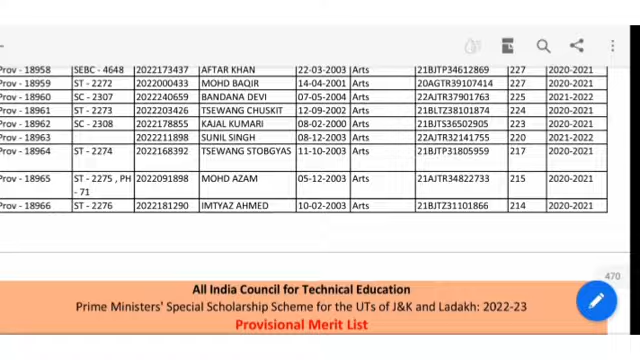 Prov - 18958 SEBC - 4648 2022173437 AFTAR KHAN 22-03-2003 Arts 21BJTP34612869 227 2020-2021
Prov - 18959 ST - 2272 2022000433 MOHD BAQIR 14-04-2001 Arts 20AGTR39107414 227 2020-2021
Prov - 18960 SC - 2307 2022240659 BANDANA DEVI 07-05-2004 Arts 22AJTR37901763 225 2021-2022
Prov - 18961 ST - 2273 2022203426 TSEWANG CHUSKIT 12-09-2002 Arts 21BLTZ38101874 224 2020-2021
Prov - 18962 SC - 2308 2022178855 KAJAL KUMARI 08-02-2000 Arts 21BJTS36502905 223 2020-2021
Prov - 18963 2022211898 SUNIL SINGH 08-12-2003 Arts 22AJTR32141755 220 2021-2022
Prov - 18964 ST - 2274 2022168392 TSEWANG STOBGYAS 11-10-2003 Arts 21BJTP31805959 217 2020-2021
Prov - 18965 ST - 2275 , PH - 71 2022091898 MOHD AZAM 05-12-2003 Arts 21AJTR34822733 215 2020-2021
Prov - 18966 ST - 2276 2022181290 IMTYAZ AHMED 10-02-2003 Arts 21BJTZ31101866 214 2020-2021
470
All India Council for Technical Education
Prime Ministers' Special Scholarship Scheme for the UTs of J&K and Ladakh: 2022-23
Provisional Merit List